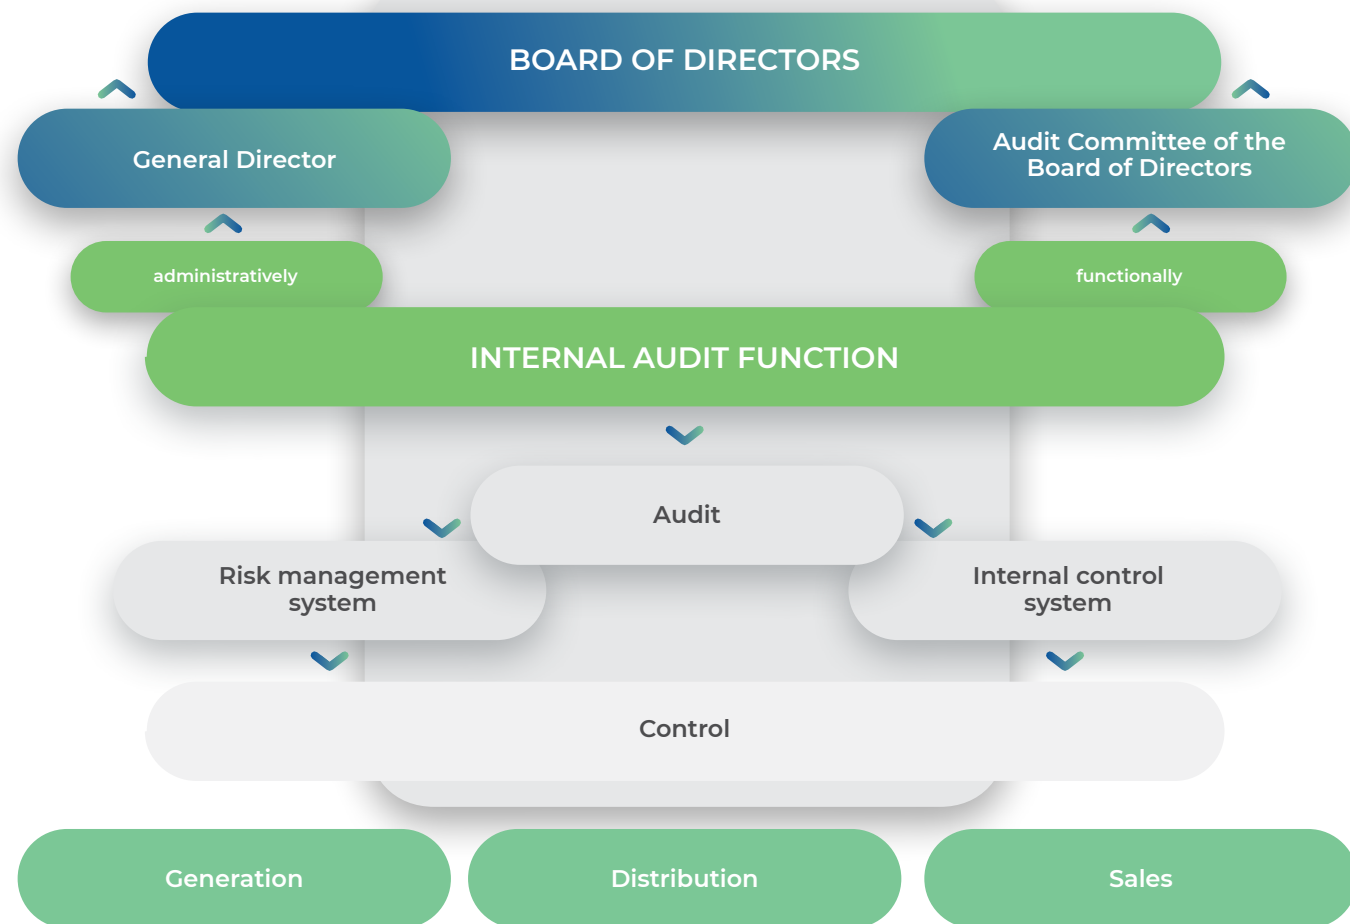 BOARD OF DIRECTORS
General Director
Audit Committee of the
Board of Directors
administratively
functionally
INTERNAL AUDIT FUNCTION
Audit
Risk management
system
Internal control
system
Control
Generation
Distribution
Sales